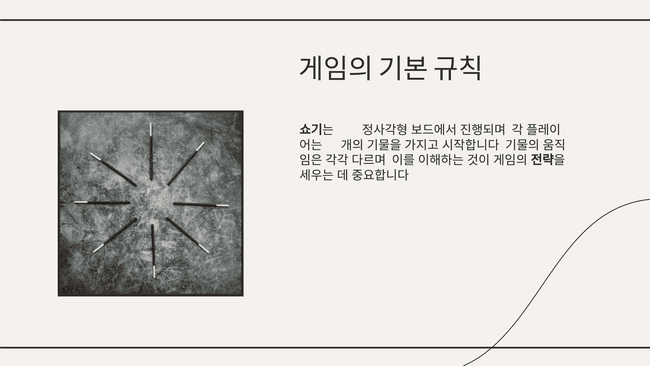 게임의 기본 규칙
쇼기는 정사각형 보드에서 진행되며 각 플레이
어는 개의 기물을 가지고 시작합니다 기물의 움직
임은 각각 다르며 이를 이해하는 것이 게임의 전략을
세우는 데 중요합니다